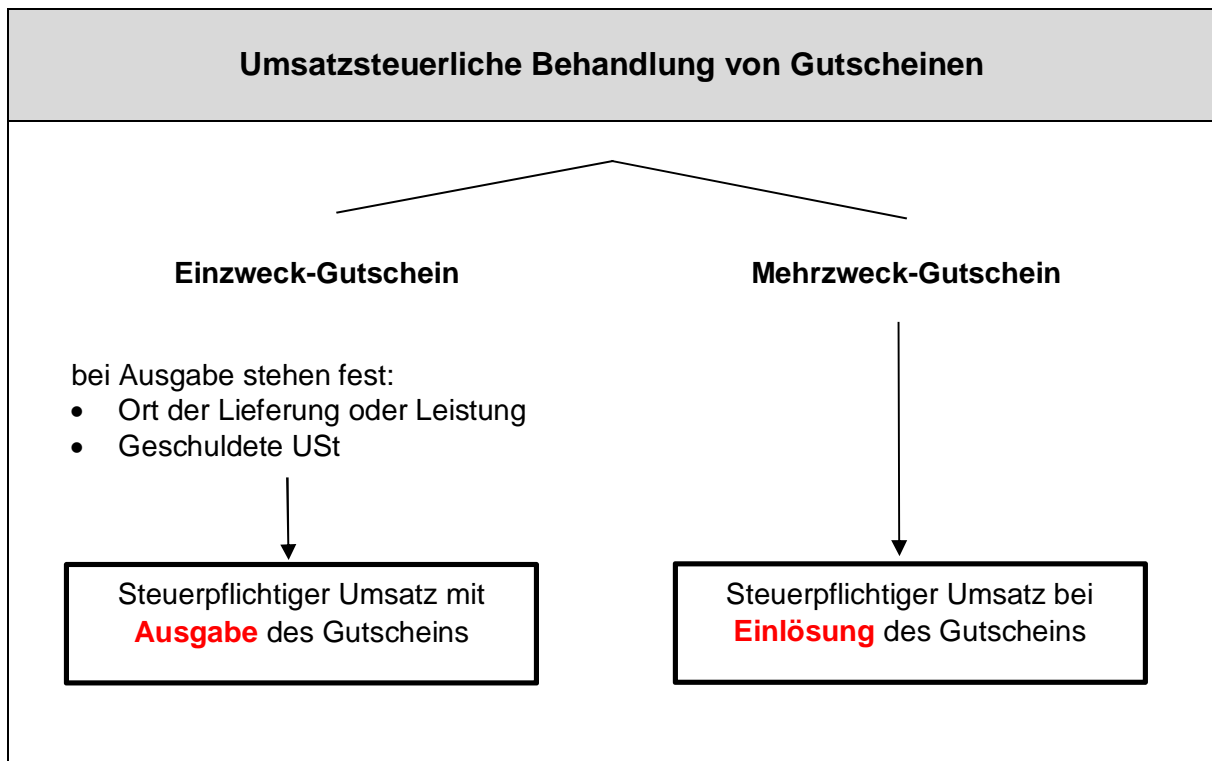 Umsatzsteuerliche Behandlung von Gutscheinen
Einzweck-Gutschein
Mehrzweck-Gutschein
bei Ausgabe stehen fest:
• Ort der Lieferung oder Leistung
• Geschuldete USt
Steuerpflichtiger Umsatz mit
Ausgabe des Gutscheins
Steuerpflichtiger Umsatz bei
Einlösung des Gutscheins